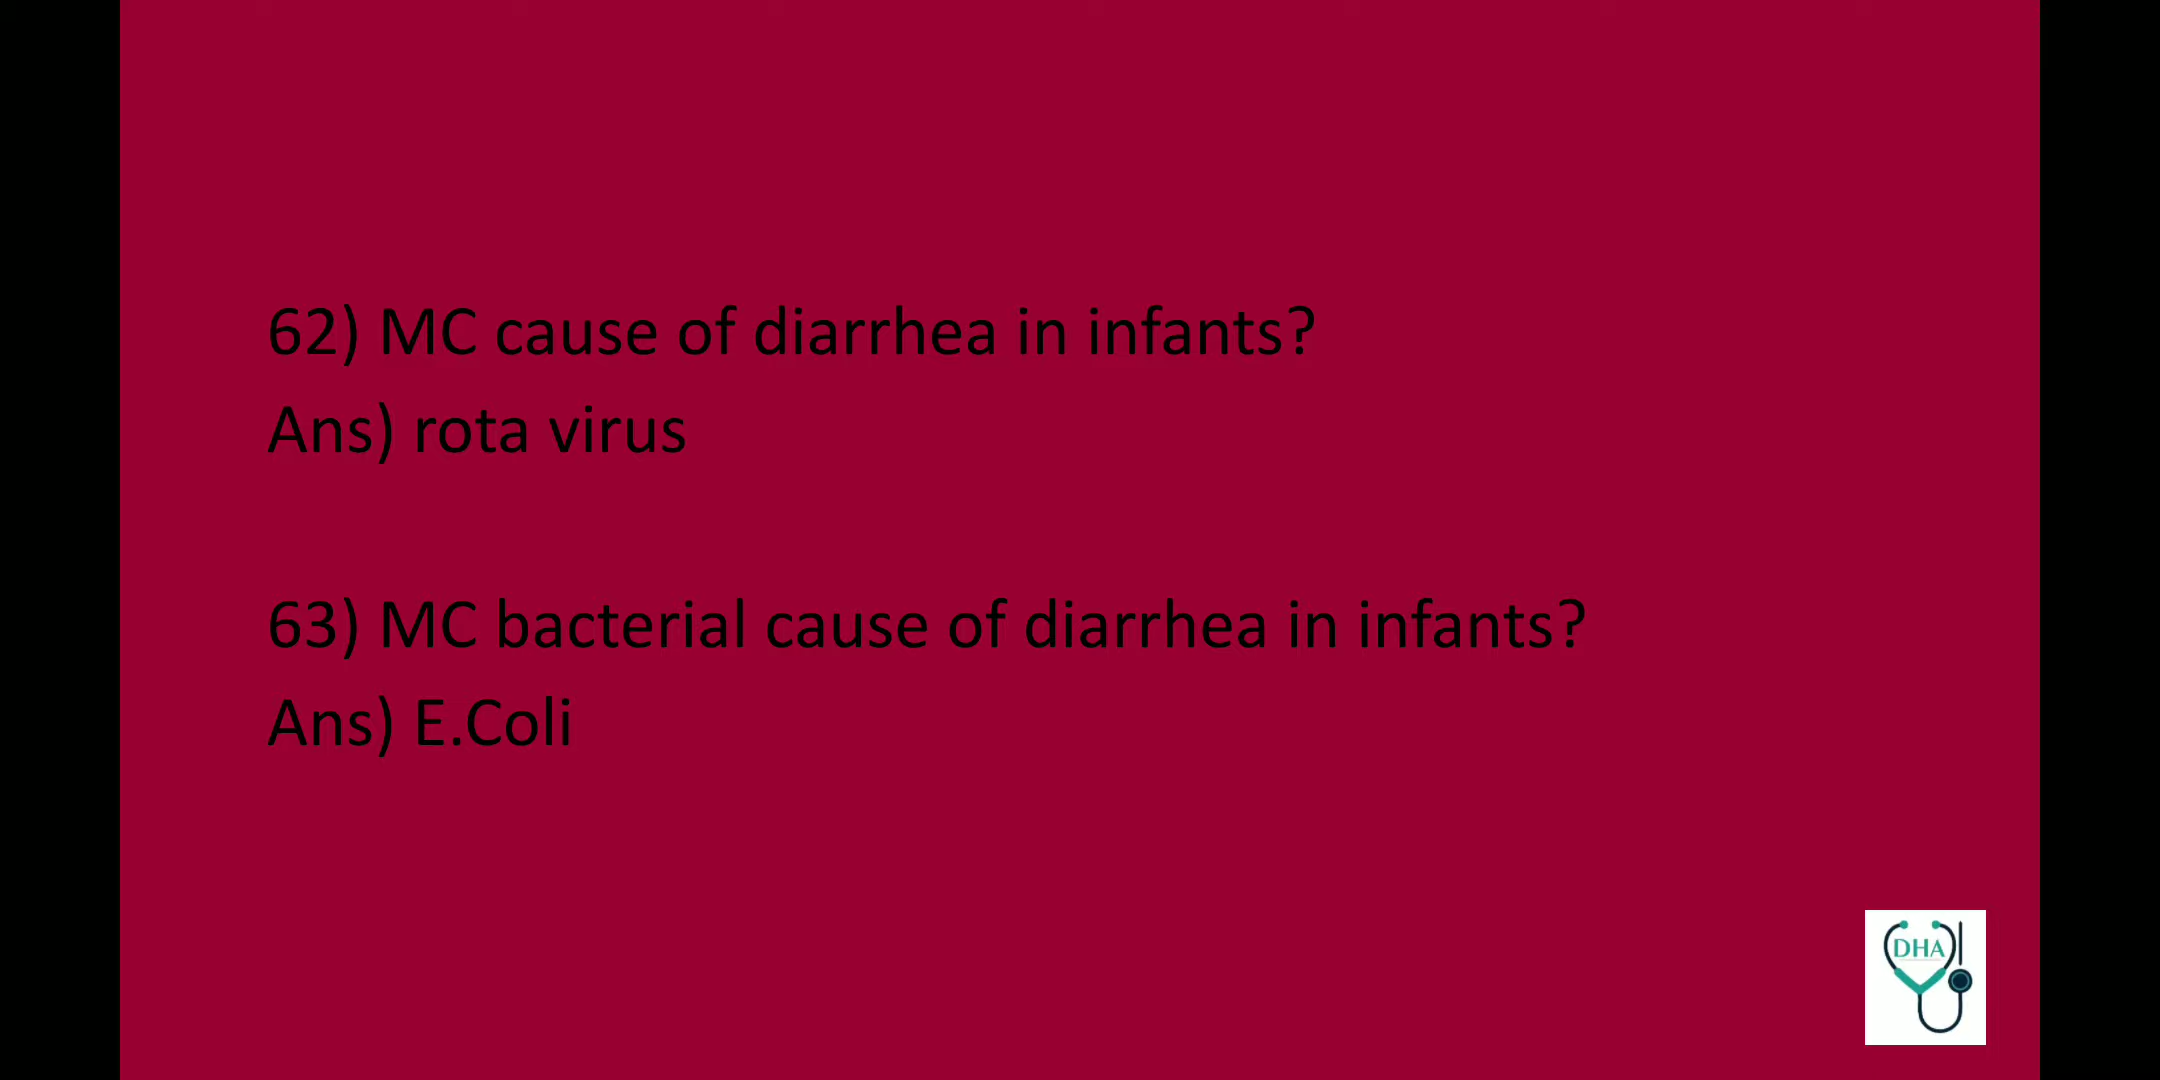 62) MC cause of diarrhea in infants?
Ans) rota virus
63) MC bacterial cause of diarrhea in infants?
Ans) E.Coli
DHA